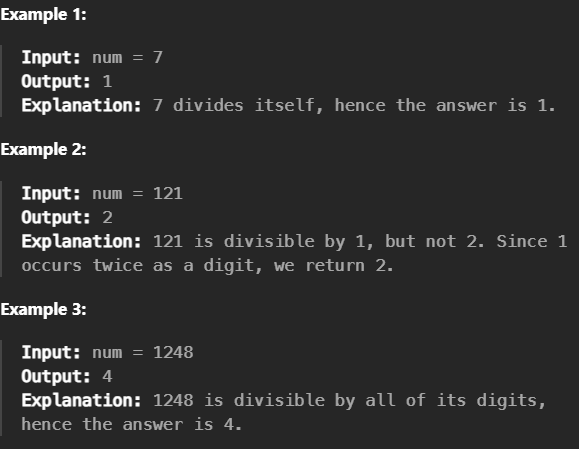 Example 1:
Input: num = 7
Output: 1
Explanation: 7 divides itself, hence the answer is 1.
Example 2:
Input: num = 121
Output: 2
Explanation: 121 is divisible by 1, but not 2. Since 1
occurs twice as a digit, we return 2.
Example 3:
Input: num = 1248
Output: 4
Explanation: 1248 is divisible by all of its digits,
hence the answer is 4.